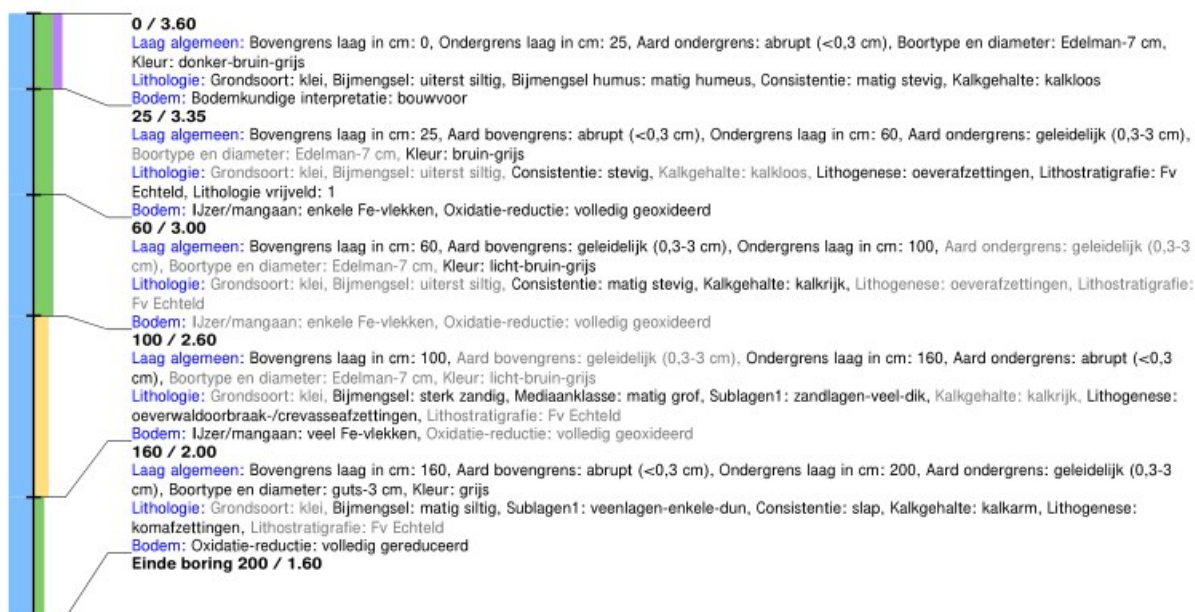 0 / 3.60
Laag algemeen: Bovengrens laag in cm: 0, Ondergrens laag in cm: 25, Aard ondergrens: abrupt (<0,3 cm), Boortype en diameter: Edelman-7 cm,
Kleur: donker-bruin-grijs
Lithologie: Grondsoort: klei, Bijmengsel: uiterst siltig, Bijmengsel humus: matig humeus, Consistentie: matig stevig, Kalkgehalte: kalkloos
Bodem: Bodemkundige interpretatie: bouwvoor
25 / 3.35
Laag algemeen: Bovengrens laag in cm: 25, Aard bovengrens: abrupt (<0,3 cm), Ondergrens laag in cm: 60, Aard ondergrens: geleidelijk (0,3-3 cm),
Boortype en diameter: Edelman-7 cm, Kleur: bruin-grijs
Lithologie: Grondsoort: klei, Bijmengsel: uiterst siltig, Consistentie: stevig, Kalkgehalte: kalkloos, Lithogenese: oeverafzettingen, Lithostratigrafie: Fv
Echteld, Lithologie vrijveld: 1
Bodem: IJzer/mangaan: enkele Fe-vlekken, Oxidatie-reductie: volledig geoxideerd
60 / 3.00
Laag algemeen: Bovengrens laag in cm: 60, Aard bovengrens: geleidelijk (0,3-3 cm), Ondergrens laag in cm: 100, Aard ondergrens: geleidelijk (0,3-3
cm), Boortype en diameter: Edelman-7 cm, Kleur: licht-bruin-grijs
Lithologie: Grondsoort: klei, Bijmengsel: uiterst siltig, Consistentie: matig stevig, Kalkgehalte: kalkrijk, Lithogenese: oeverafzettingen, Lithostratigrafie:
Fv Echteld
Bodem: IJzer/mangaan: enkele Fe-vlekken, Oxidatie-reductie: volledig geoxideerd
100 / 2.60
Laag algemeen: Bovengrens laag in cm: 100, Aard bovengrens: geleidelijk (0,3-3 cm), Ondergrens laag in cm: 160, Aard ondergrens: abrupt (<0,3
cm), Boortype en diameter: Edelman-7 cm, Kleur: licht-bruin-grijs
Lithologie: Grondsoort: klei, Bijmengsel: sterk zandig, Mediaanklasse: matig grof, Sublagen1: zandlagen-veel-dik, Kalkgehalte: kalkrijk, Lithogenese:
oeverwaldoorbraak-/crevasseafzettingen, Lithostratigrafie: Fv Echteld
Bodem: IJzer/mangaan: veel Fe-vlekken, Oxidatie-reductie: volledig geoxideerd
160 / 2.00
Laag algemeen: Bovengrens laag in cm: 160, Aard bovengrens: abrupt (<0,3 cm), Ondergrens laag in cm: 200, Aard ondergrens: geleidelijk (0,3-3
cm), Boortype en diameter: guts-3 cm, Kleur: grijs
Lithologie: Grondsoort: klei, Bijmengsel: matig siltig, Sublagen1: veenlagen-enkele-dun, Consistentie: slap, Kalkgehalte: kalkarm, Lithogenese:
komafzettingen, Lithostratigrafie: Fv Echteld
Bodem: Oxidatie-reductie: volledig gereduceerd
Einde boring 200 / 1.60